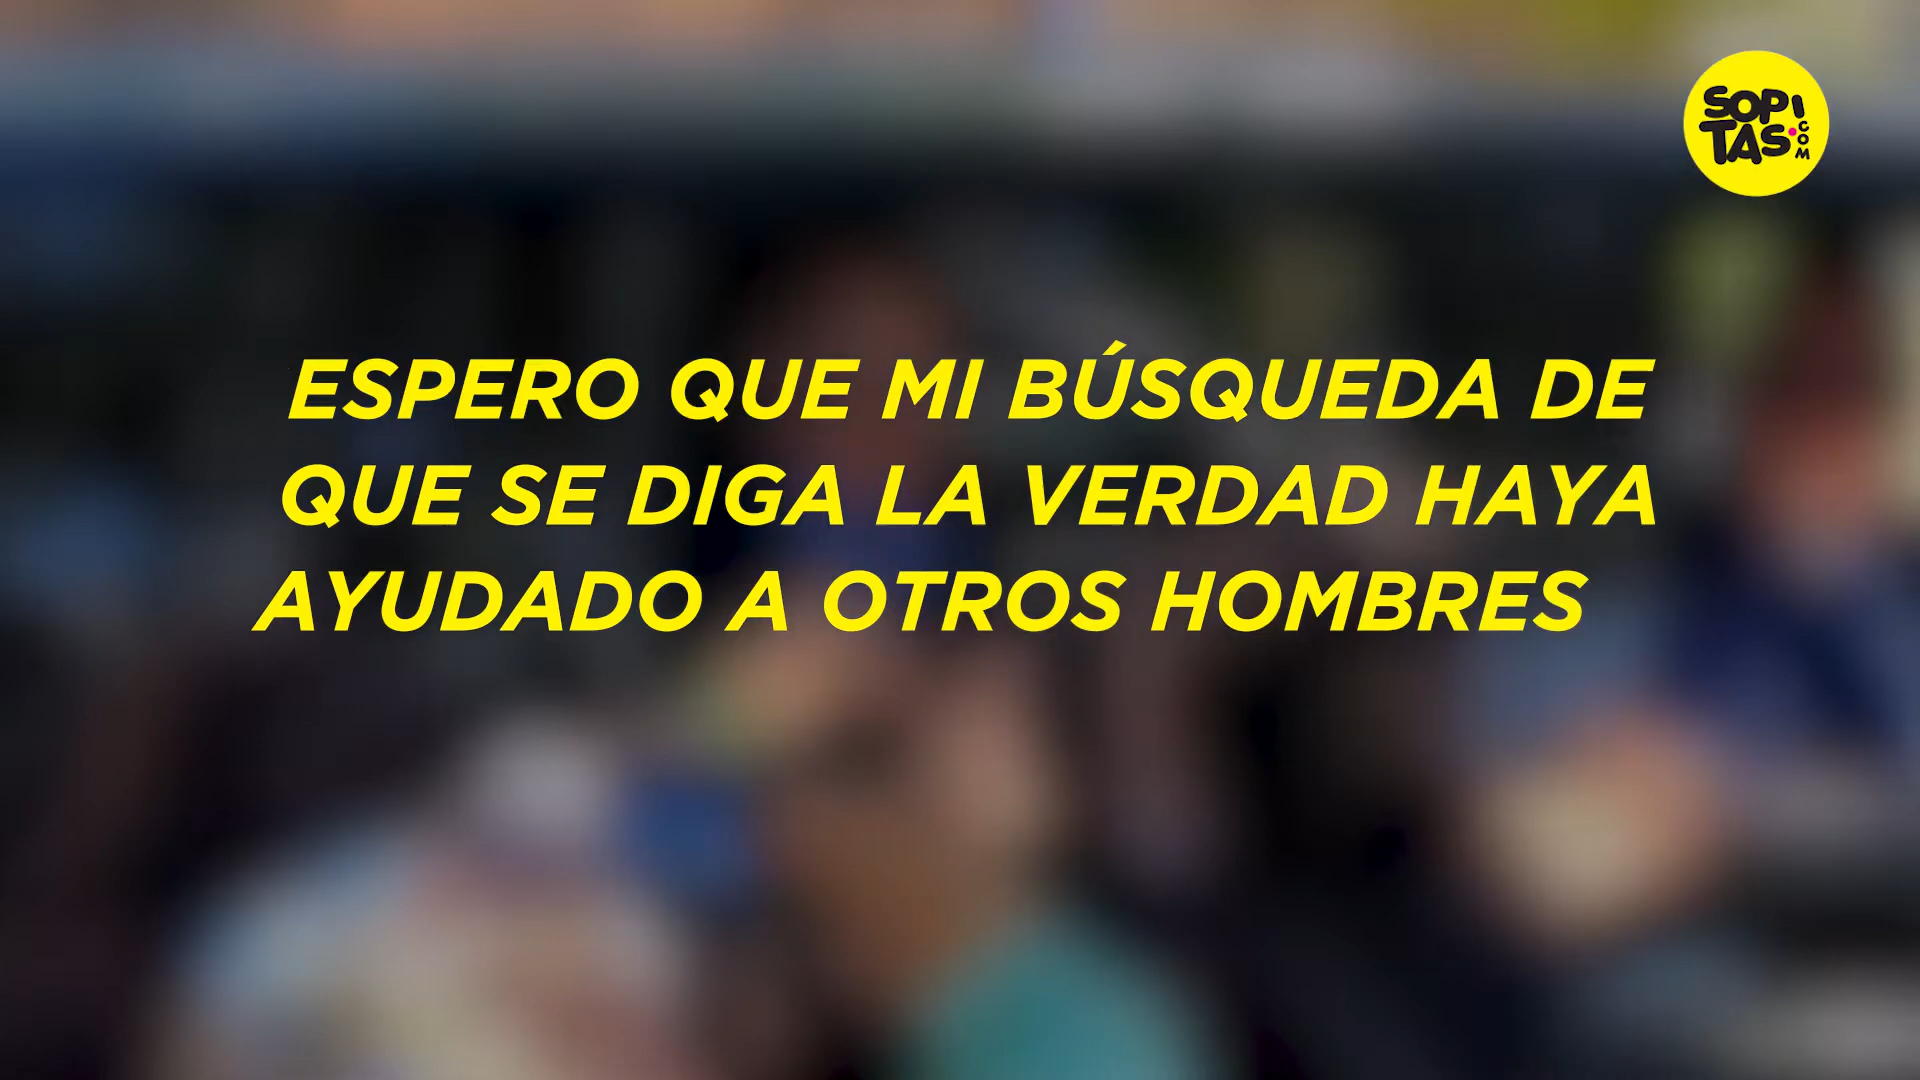 SOPITAS.COM
ESPERO QUE MI BÚSQUEDA DE
QUE SE DIGA LA VERDAD HAYA
AYUDADO A OTROS HOMBRES